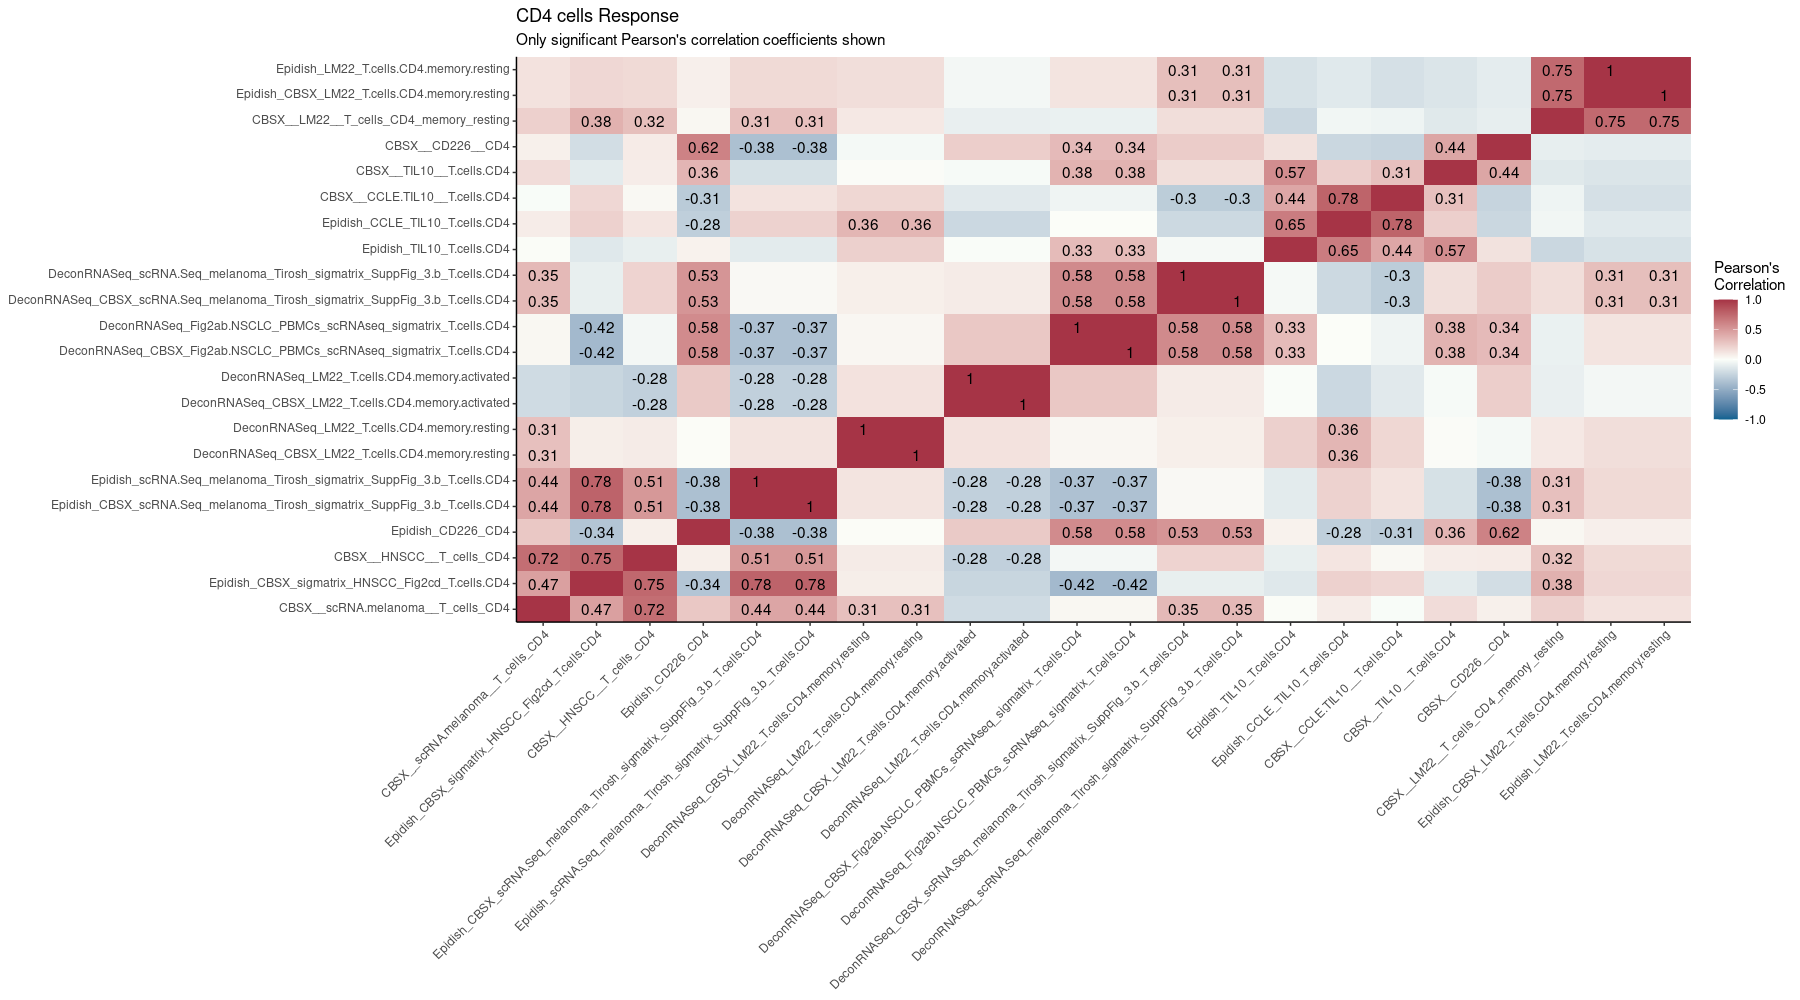 CD4 cells Response
Only significant Pearson's correlation coefficients shown
Epidish_LM22_T.cells.CD4.memory.resting 0.31 0.31 0.75 1
Epidish_CBSX_LM22_T.cells.CD4.memory.resting 0.31 0.31 0.75 1
CBSX__LM22__T_cells_CD4_memory_resting 0.38 0.32 0.31 0.31 0.75 0.75
CBSX__CD226__CD4 0.62 -0.38 -0.38 0.34 0.34 0.44
CBSX__TIL10__T.cells.CD4 0.36 0.38 0.38 0.57 0.31 0.44
CBSX__CCLE.TIL10__T.cells.CD4 -0.31 -0.3 -0.3 0.44 0.78 0.31
Epidish_CCLE_TIL10_T.cells.CD4 -0.28 0.36 0.36 0.65 0.78
Epidish_TIL10_T.cells.CD4 0.33 0.33 0.65 0.44 0.57
DeconRNASeq_scRNA.Seq_melanoma_Tirosh_sigmatrix_SuppFig_3.b_T.cells.CD4 0.35 0.53 0.58 0.58 1 -0.3 0.31 0.31
DeconRNASeq_CBSX_scRNA.Seq_melanoma_Tirosh_sigmatrix_SuppFig_3.b_T.cells.CD4 0.35 0.53 0.58 0.58 1 -0.3 0.31 0.31
DeconRNASeq_Fig2ab.NSCLC_PBMCs_scRNAseq_sigmatrix_T.cells.CD4 -0.42 0.58 -0.37 -0.37 1 0.58 0.58 0.33 0.38 0.34
DeconRNASeq_CBSX_Fig2ab.NSCLC_PBMCs_scRNAseq_sigmatrix_T.cells.CD4 -0.42 0.58 -0.37 -0.37 1 0.58 0.58 0.33 0.38 0.34
DeconRNASeq_LM22_T.cells.CD4.memory.activated -0.28 -0.28 -0.28 1
DeconRNASeq_CBSX_LM22_T.cells.CD4.memory.activated -0.28 -0.28 -0.28 1
DeconRNASeq_LM22_T.cells.CD4.memory.resting 0.31 1 0.36
DeconRNASeq_CBSX_LM22_T.cells.CD4.memory.resting 0.31 1 0.36
Epidish_scRNA.Seq_melanoma_Tirosh_sigmatrix_SuppFig_3.b_T.cells.CD4 0.44 0.78 0.51 -0.38 1 -0.28 -0.28 -0.37 -0.37 -0.38 0.31
Epidish_CBSX_scRNA.Seq_melanoma_Tirosh_sigmatrix_SuppFig_3.b_T.cells.CD4 0.44 0.78 0.51 -0.38 1 -0.28 -0.28 -0.37 -0.37 -0.38 0.31
Epidish_CD226_CD4 -0.34 -0.38 -0.38 0.58 0.58 0.53 0.53 -0.28 -0.31 0.36 0.62
CBSX__HNSCC__T_cells_CD4 0.72 0.75 0.51 0.51 -0.28 -0.28 0.32
Epidish_CBSX_sigmatrix_HNSCC_Fig2cd_T.cells.CD4 0.47 0.75 -0.34 0.78 0.78 -0.42 -0.42 0.38
CBSX__scRNA.melanoma__T_cells_CD4 0.47 0.72 0.44 0.44 0.31 0.31 0.35 0.35
CBSX__scRNA.melanoma__T_cells_CD4
Epidish_CBSX_sigmatrix_HNSCC_Fig2cd_T.cells.CD4
CBSX__HNSCC__T_cells_CD4
Epidish_CD226_CD4
Epidish_CBSX_scRNA.Seq_melanoma_Tirosh_sigmatrix_SuppFig_3.b_T.cells.CD4
Epidish_scRNA.Seq_melanoma_Tirosh_sigmatrix_SuppFig_3.b_T.cells.CD4
DeconRNASeq_CBSX_LM22_T.cells.CD4.memory.resting
DeconRNASeq_LM22_T.cells.CD4.memory.resting
DeconRNASeq_CBSX_LM22_T.cells.CD4.memory.activated
DeconRNASeq_LM22_T.cells.CD4.memory.activated
DeconRNASeq_CBSX_Fig2ab.NSCLC_PBMCs_scRNAseq_sigmatrix_T.cells.CD4
DeconRNASeq_Fig2ab.NSCLC_PBMCs_scRNAseq_sigmatrix_T.cells.CD4
DeconRNASeq_CBSX_scRNA.Seq_melanoma_Tirosh_sigmatrix_SuppFig_3.b_T.cells.CD4
DeconRNASeq_scRNA.Seq_melanoma_Tirosh_sigmatrix_SuppFig_3.b_T.cells.CD4
Epidish_TIL10_T.cells.CD4
Epidish_CCLE_TIL10_T.cells.CD4
CBSX__CCLE.TIL10__T.cells.CD4
CBSX__TIL10__T.cells.CD4
CBSX__CD226__CD4
CBSX__LM22__T_cells_CD4_memory_resting
Epidish_CBSX_LM22_T.cells.CD4.memory.resting
Epidish_LM22_T.cells.CD4.memory.resting
Pearson's
Correlation
1.0
0.5
0.0
-0.5
-1.0